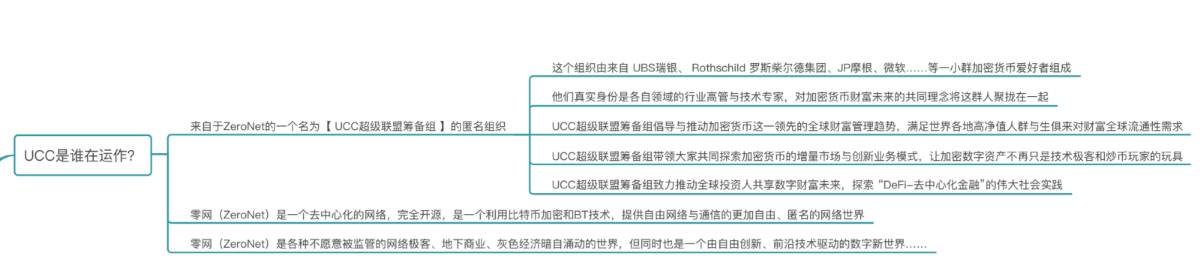 这个组织由来自 UBS瑞银、 Rothschild 罗斯柴尔德集团、JP摩根、微软……等一小群加密货币爱好者组成
他们真实身份是各自领域的行业高管与技术专家，对加密货币财富未来的共同理念将这群人聚拢在一起
来自于ZeroNet的一个名为【 UCC超级联盟筹备组 】的匿名组织
UCC超级联盟筹备组倡导与推动加密货币这一领先的全球财富管理趋势，满足世界各地高净值人群与生俱来对财富全球流通性需求
UCC是谁在运作？
UCC超级联盟筹备组带领大家共同探索加密货币的增量市场与创新业务模式，让加密数字资产不再只是技术极客和炒币玩家的玩具
UCC超级联盟筹备组致力推动全球投资人共享数字财富未来，探索 “DeFi-去中心化金融”的伟大社会实践
零网（ZeroNet）是一个去中心化的网络，完全开源，是一个利用比特币加密和BT技术，提供自由网络与通信的更加自由、匿名的网络世界
零网（ZeroNet）是各种不愿意被监管的网络极客、地下商业、灰色经济暗自涌动的世界，但同时也是一个由自由创新、前沿技术驱动的数字新世界……